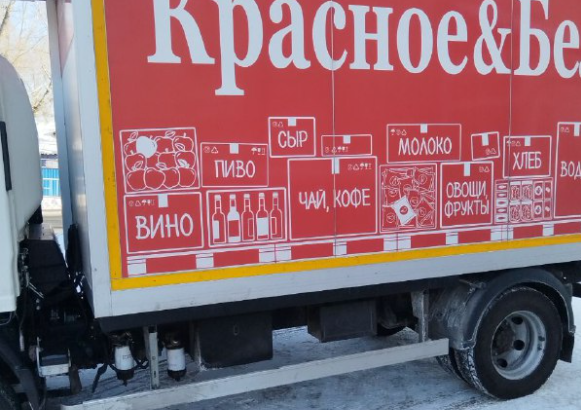 Красное&Бе
СЫР
МОЛОКО
ПИВО
ХЛЕБ
ЧАЙ, КОФЕ
ОВОЩИ
ФРУКТЫ
ВОД
ВИНО